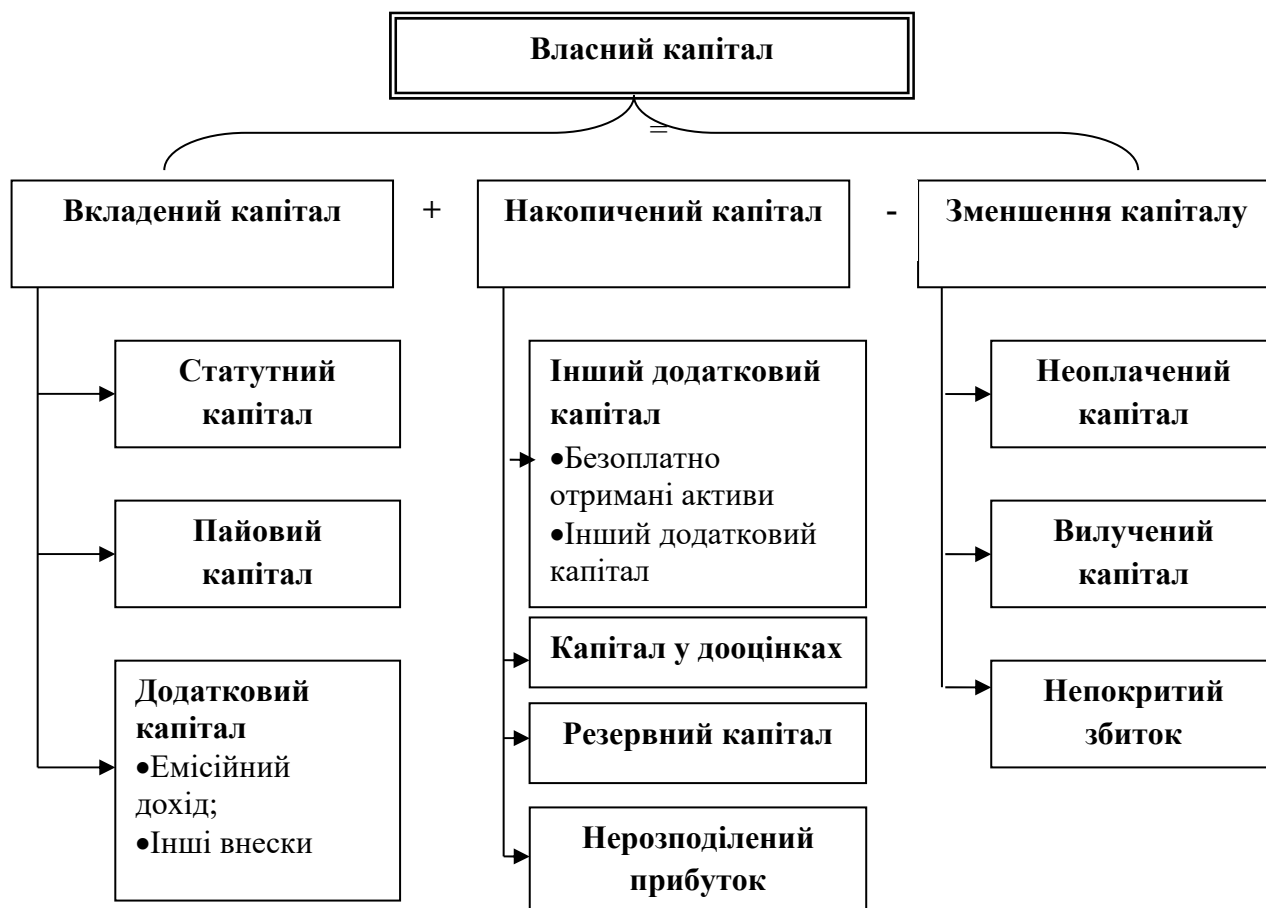 Власний капітал
=
Вкладений капітал
+
Накопичений капітал
-
Зменшення капіталу
Статутний
капітал
Пайовий
капітал
Додатковий
капітал
•Емісійний
дохід;
•Інші внески
Інший додатковий
капітал
•Безоплатно
отримані активи
•Інший додатковий
капітал
Капітал у дооцінках
Резервний капітал
Нерозподілений
прибуток
Неоплачений
капітал
Вилучений
капітал
Непокритий
збиток